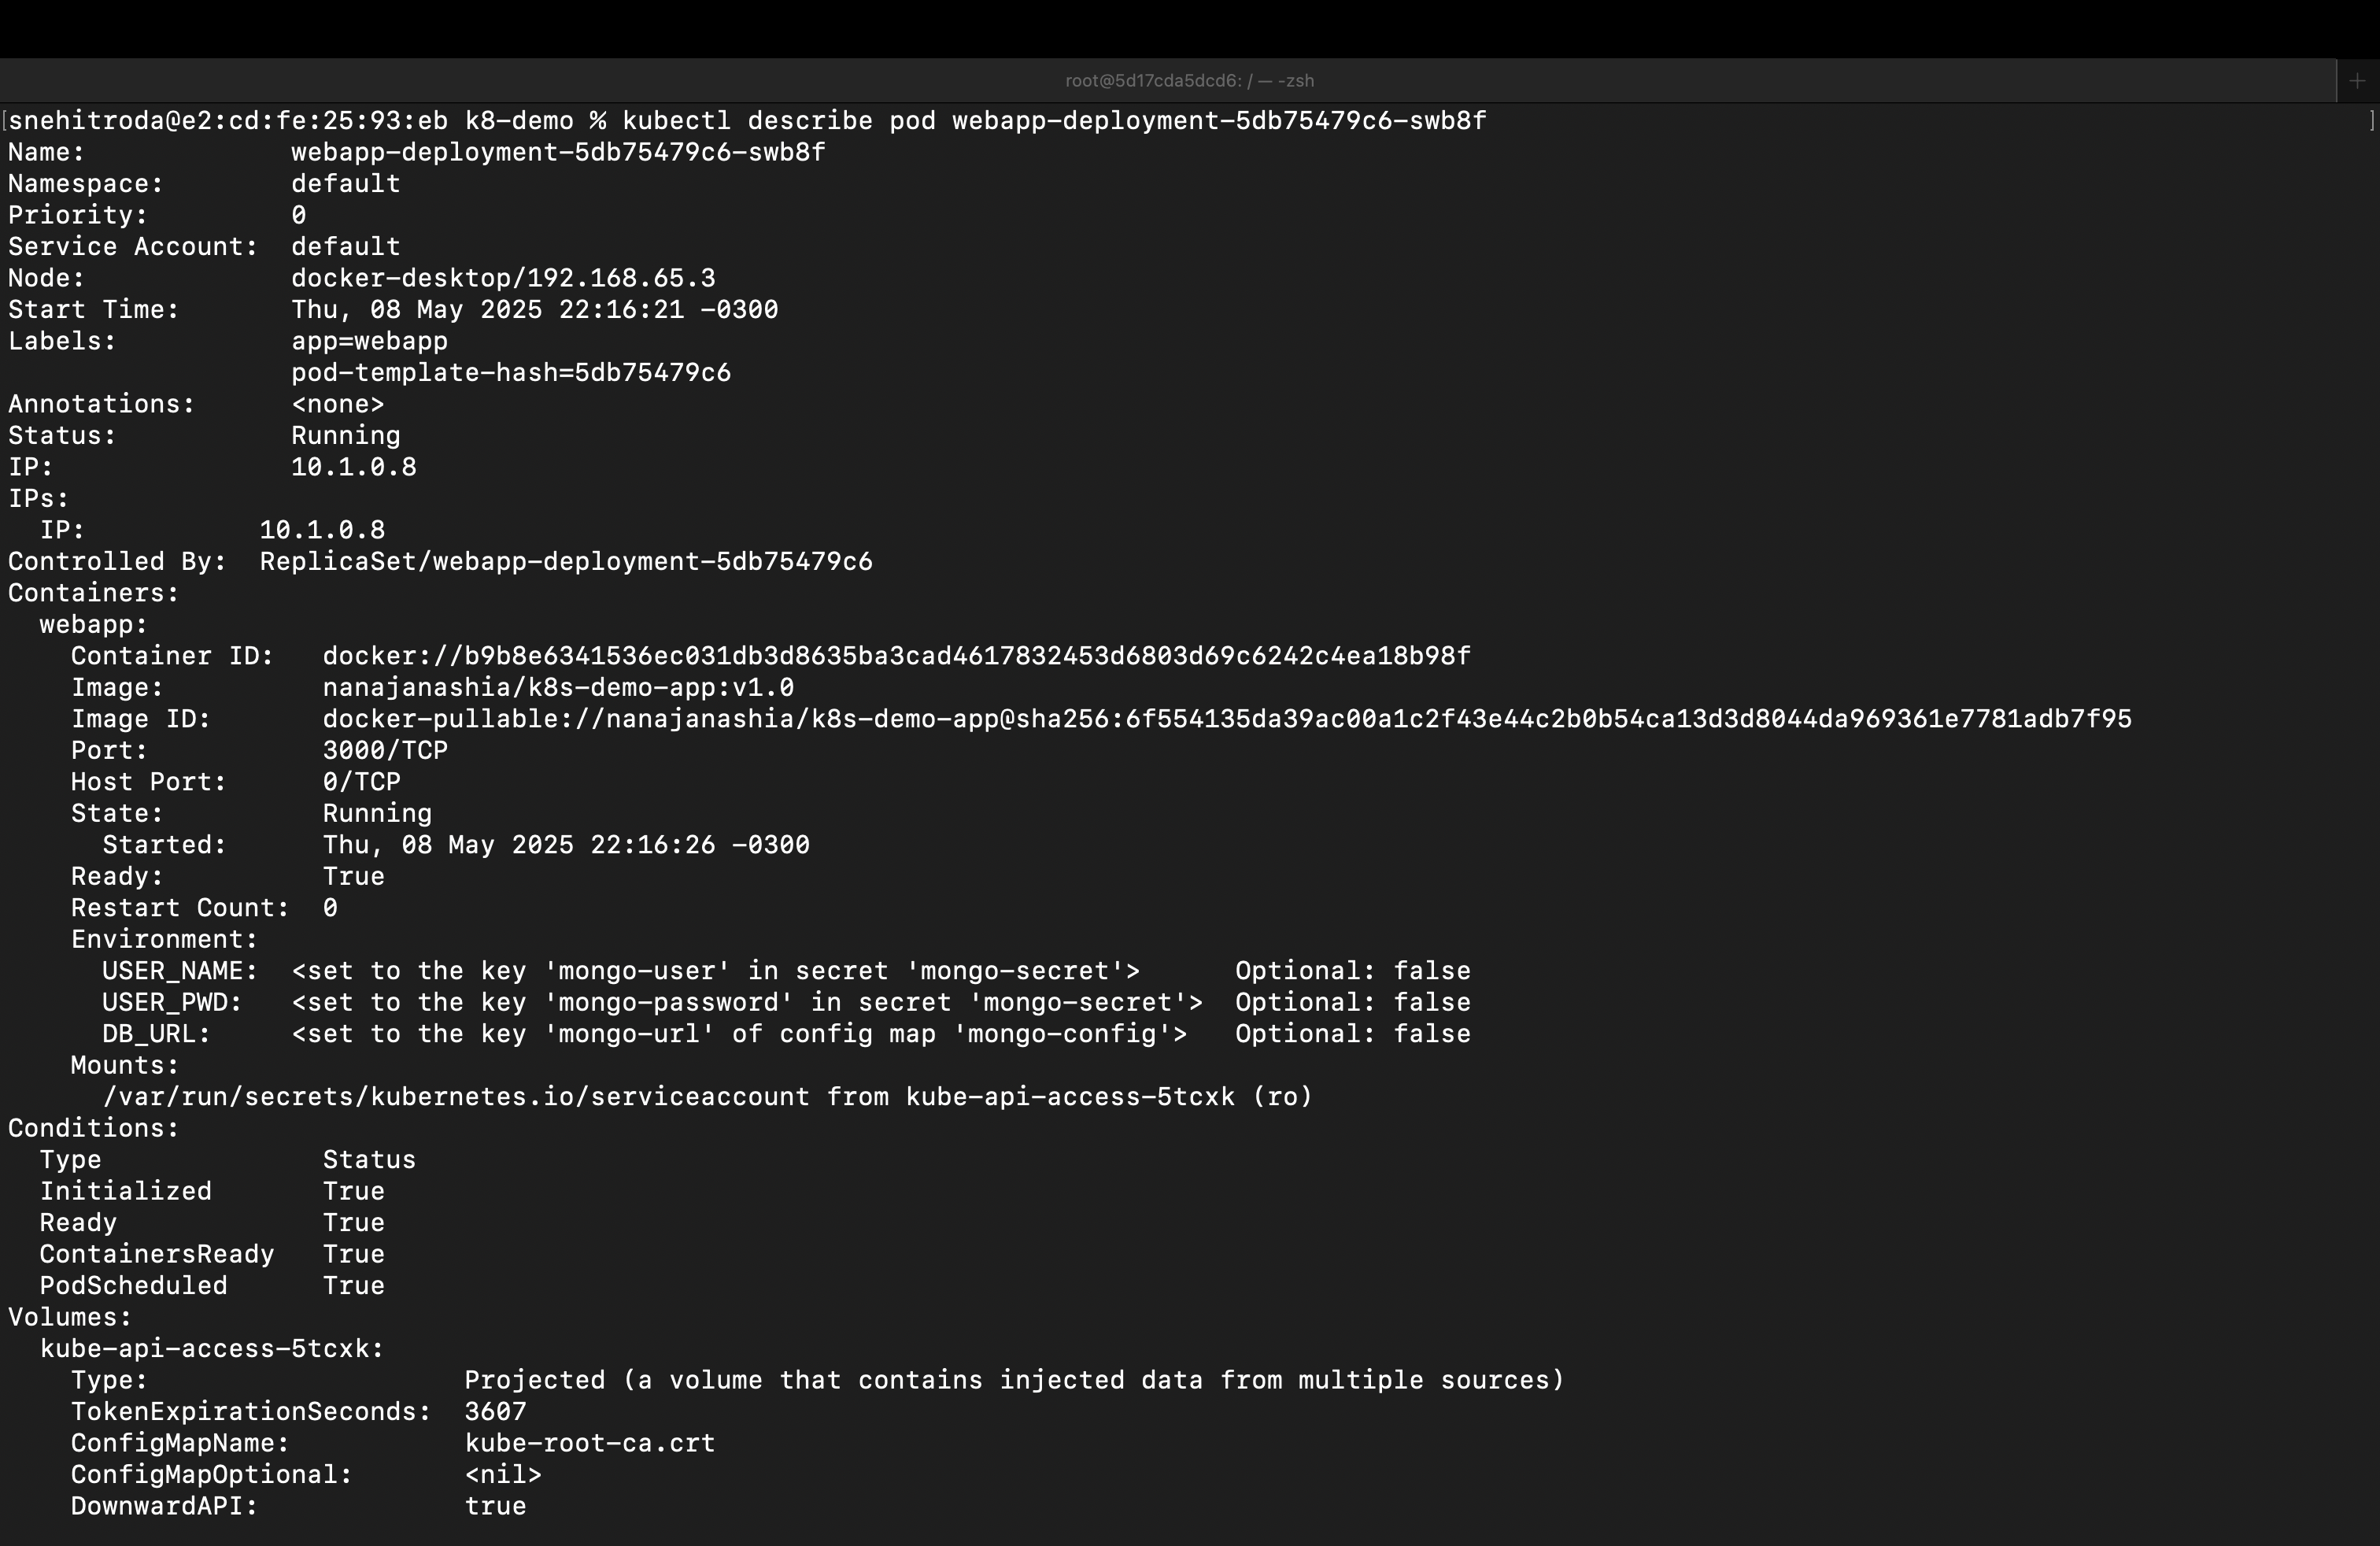 root@5d17cda5dcd6: / — -zsh
+
[snehitroda@e2:cd:fe:25:93:eb k8-demo % kubectl describe pod webapp-deployment-5db75479c6-swb8f ]
Name:             webapp-deployment-5db75479c6-swb8f
Namespace:        default
Priority:         0
Service Account:  default
Node:             docker-desktop/192.168.65.3
Start Time:       Thu, 08 May 2025 22:16:21 -0300
Labels:           app=webapp
                  pod-template-hash=5db75479c6
Annotations:      <none>
Status:           Running
IP:               10.1.0.8
IPs:
  IP:           10.1.0.8
Controlled By:  ReplicaSet/webapp-deployment-5db75479c6
Containers:
  webapp:
    Container ID:   docker://b9b8e6341536ec031db3d8635ba3cad4617832453d6803d69c6242c4ea18b98f
    Image:          nanajanashia/k8s-demo-app:v1.0
    Image ID:       docker-pullable://nanajanashia/k8s-demo-app@sha256:6f554135da39ac00a1c2f43e44c2b0b54ca13d3d8044da969361e7781adb7f95
    Port:           3000/TCP
    Host Port:      0/TCP
    State:          Running
      Started:      Thu, 08 May 2025 22:16:26 -0300
    Ready:          True
    Restart Count:  0
    Environment:
      USER_NAME:  <set to the key 'mongo-user' in secret 'mongo-secret'>      Optional: false
      USER_PWD:   <set to the key 'mongo-password' in secret 'mongo-secret'>  Optional: false
      DB_URL:     <set to the key 'mongo-url' of config map 'mongo-config'>   Optional: false
    Mounts:
      /var/run/secrets/kubernetes.io/serviceaccount from kube-api-access-5tcxk (ro)
Conditions:
  Type              Status
  Initialized       True
  Ready             True
  ContainersReady   True
  PodScheduled      True
Volumes:
  kube-api-access-5tcxk:
    Type:                    Projected (a volume that contains injected data from multiple sources)
    TokenExpirationSeconds:  3607
    ConfigMapName:           kube-root-ca.crt
    ConfigMapOptional:       <nil>
    DownwardAPI:             true